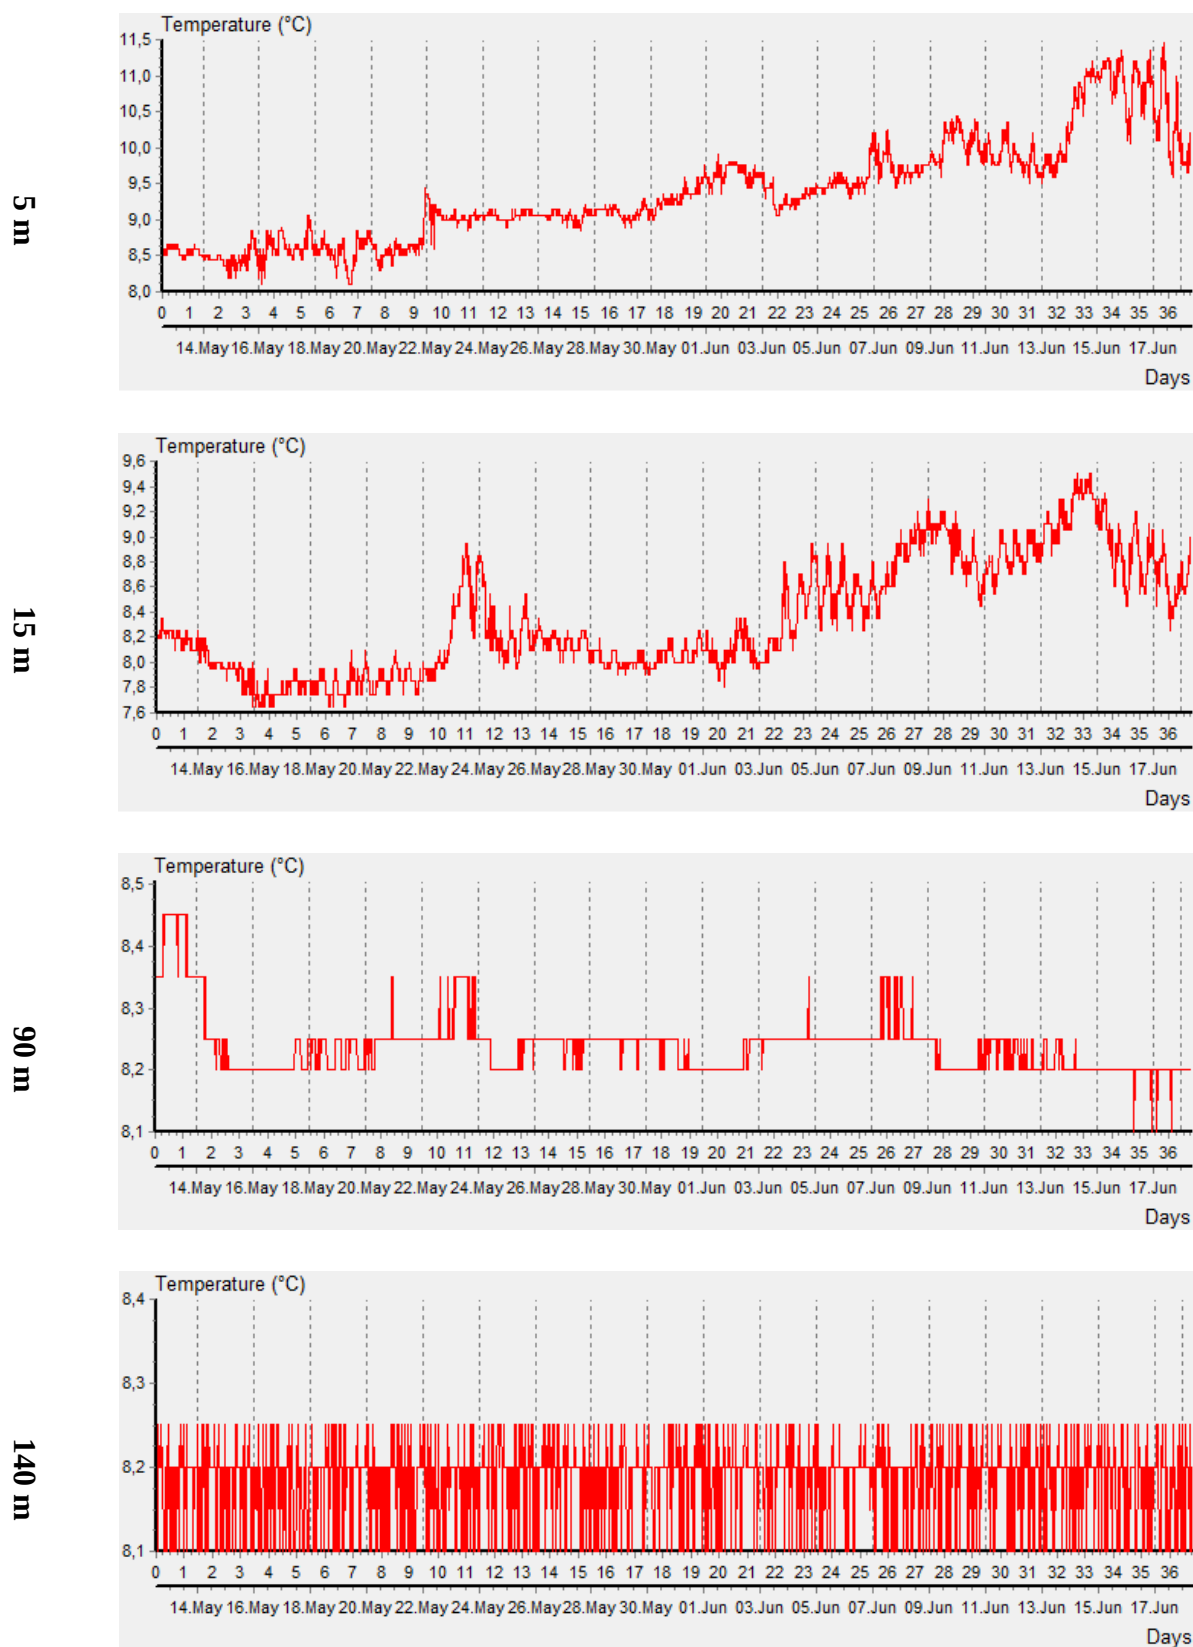 Temperature (°C)
11,5
11,0
10,5
10,0
9,5
9,0
8,5
8,0
0 1 2 3 4 5 6 7 8 9 10 11 12 13 14 15 16 17 18 19 20 21 22 23 24 25 26 27 28 29 30 31 32 33 34 35 36
14.May 16.May 18.May 20.May 22.May 24.May 26.May 28.May 30.May 01.Jun 03.Jun 05.Jun 07.Jun 09.Jun 11.Jun 13.Jun 15.Jun 17.Jun
Days
5 m
Temperature (°C)
9,6
9,4
9,2
9,0
8,8
8,6
8,4
8,2
8,0
7,8
7,6
0 1 2 3 4 5 6 7 8 9 10 11 12 13 14 15 16 17 18 19 20 21 22 23 24 25 26 27 28 29 30 31 32 33 34 35 36
14.May 16.May 18.May 20.May 22.May 24.May 26.May 28.May 30.May 01.Jun 03.Jun 05.Jun 07.Jun 09.Jun 11.Jun 13.Jun 15.Jun 17.Jun
Days
15 m
Temperature (°C)
8,5
8,4
8,3
8,2
8,1
0 1 2 3 4 5 6 7 8 9 10 11 12 13 14 15 16 17 18 19 20 21 22 23 24 25 26 27 28 29 30 31 32 33 34 35 36
14.May 16.May 18.May 20.May 22.May 24.May 26.May 28.May 30.May 01.Jun 03.Jun 05.Jun 07.Jun 09.Jun 11.Jun 13.Jun 15.Jun 17.Jun
Days
90 m
Temperature (°C)
8,4
8,3
8,2
8,1
0 1 2 3 4 5 6 7 8 9 10 11 12 13 14 15 16 17 18 19 20 21 22 23 24 25 26 27 28 29 30 31 32 33 34 35 36
14.May 16.May 18.May 20.May 22.May 24.May 26.May 28.May 30.May 01.Jun 03.Jun 05.Jun 07.Jun 09.Jun 11.Jun 13.Jun 15.Jun 17.Jun
Days
140 m